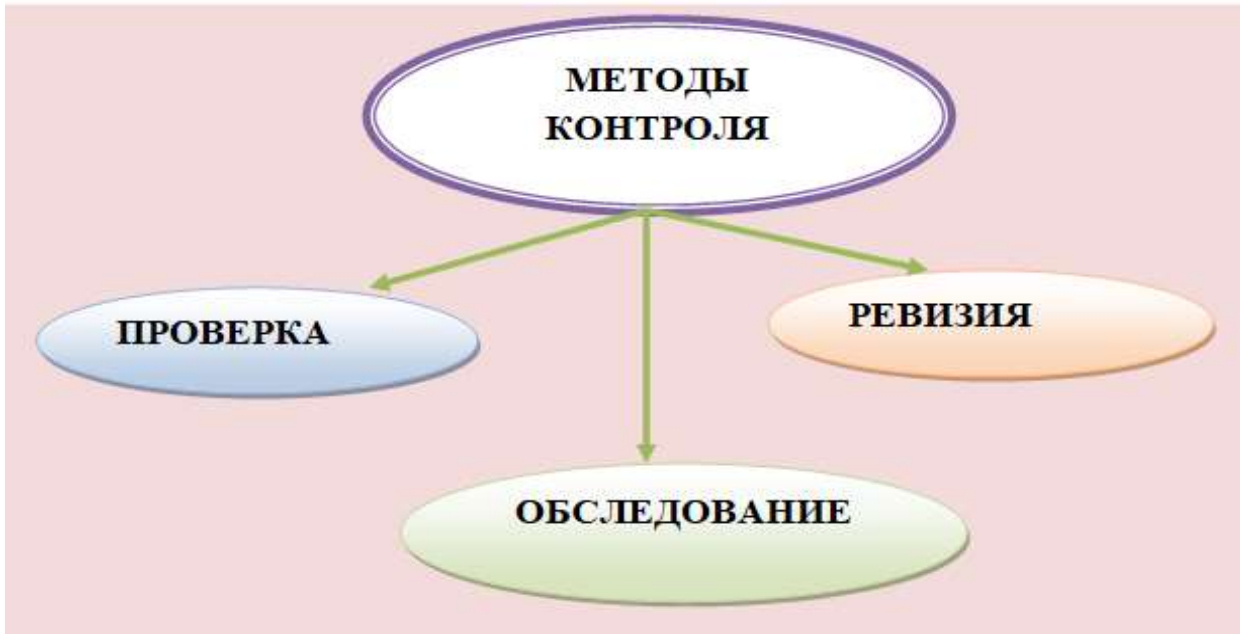 МЕТОДЫ
КОНТРОЛЯ
ПРОВЕРКА
РЕВИЗИЯ
ОБСЛЕДОВАНИЕ